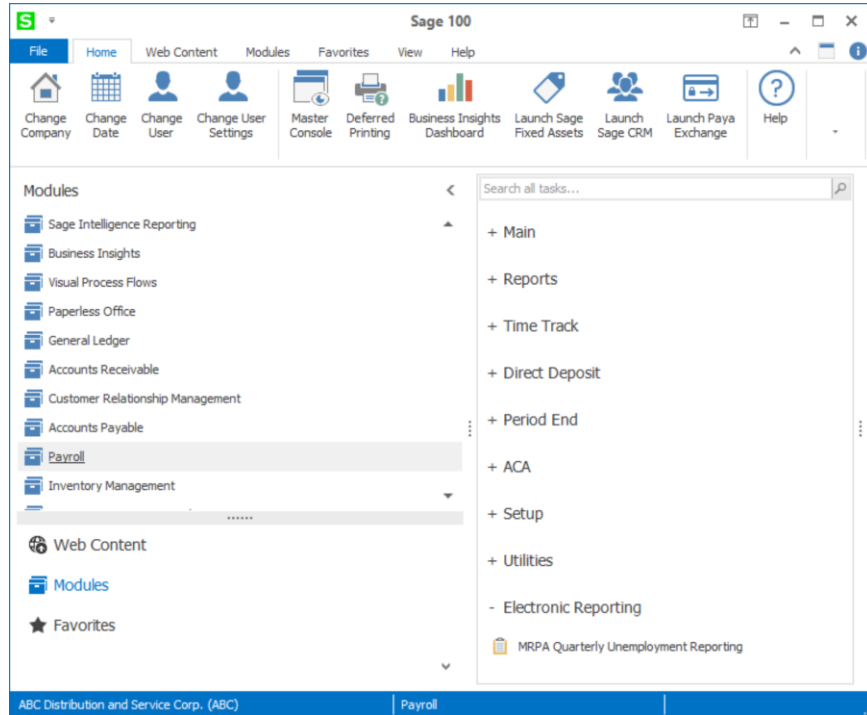 S
Sage 100
File Home Web Content Modules Favorites View Help
Change Company
Change Date
Change User
Change User Settings
Master Console
Deferred Printing
Business Insights Dashboard
Launch Sage Fixed Assets
Launch Sage CRM
Launch Paya Exchange
Help
Modules
Sage Intelligence Reporting
Business Insights
Visual Process Flows
Paperless Office
General Ledger
Accounts Receivable
Customer Relationship Management
Accounts Payable
Payroll
Inventory Management
Web Content
Modules
Favorites
Search all tasks...
+ Main
+ Reports
+ Time Track
+ Direct Deposit
+ Period End
+ ACA
+ Setup
+ Utilities
- Electronic Reporting
MRPA Quarterly Unemployment Reporting
ABC Distribution and Service Corp. (ABC) Payroll